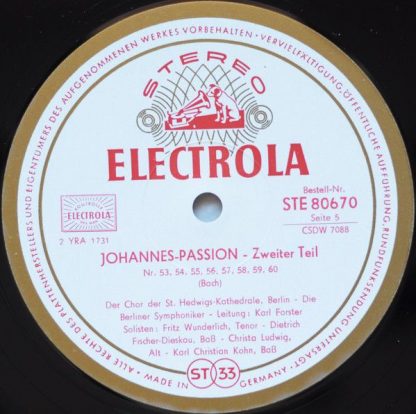 ALLE RECHTE DES PLATTENHERSTELLERS UND EIGENTÜMERS DES AUFGENOMMENEN WERKES VORBEHALTEN • VERVIELFÄLTIGUNG, ÖFFENTLICHE AUFFÜHRUNG, RUNDFUNKSENDUNG UNTERSAGT •
STEREO
ELECTROLA
ELECTROLA
2 YRA 1731
Bestell-Nr.
STE 80670
Seite 5
CSDW 7088
JOHANNES-PASSION - Zweiter Teil
Nr. 53, 54, 55, 56, 57, 58, 59, 60
(Bach)
Der Chor der St. Hedwigs-Kathedrale, Berlin - Die
Berliner Symphoniker - Leitung: Karl Forster
Solisten: Fritz Wunderlich, Tenor - Dietrich
Fischer-Dieskau, Baß - Christa Ludwig,
Alt - Karl Christian Kohn, Baß
MADE IN GERMANY
ST 33